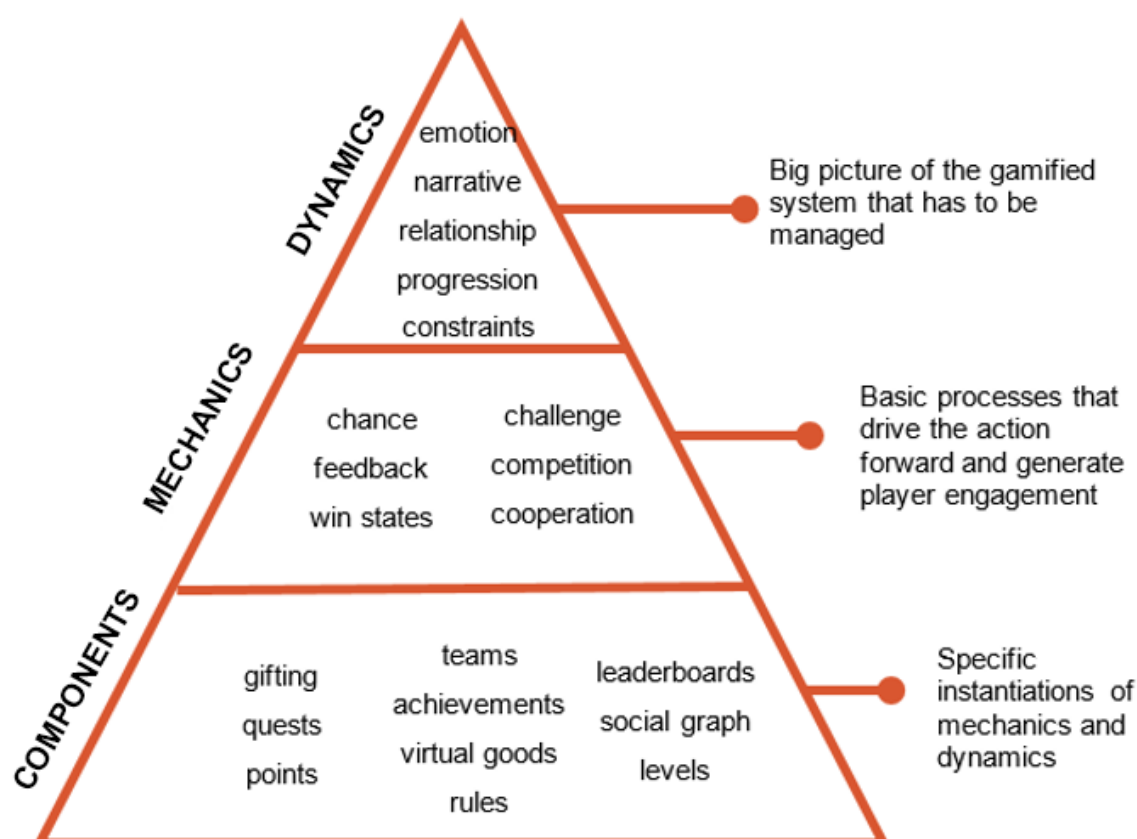 DYNAMICS
emotion
narrative
relationship
progression
constraints
Big picture of the gamified
system that has to be
managed
MECHANICS
chance
feedback
win states
challenge
competition
cooperation
Basic processes that
drive the action
forward and generate
player engagement
COMPONENTS
gifting
quests
points
teams
achievements
virtual goods
rules
leaderboards
social graph
levels
Specific
instantiations of
mechanics and
dynamics